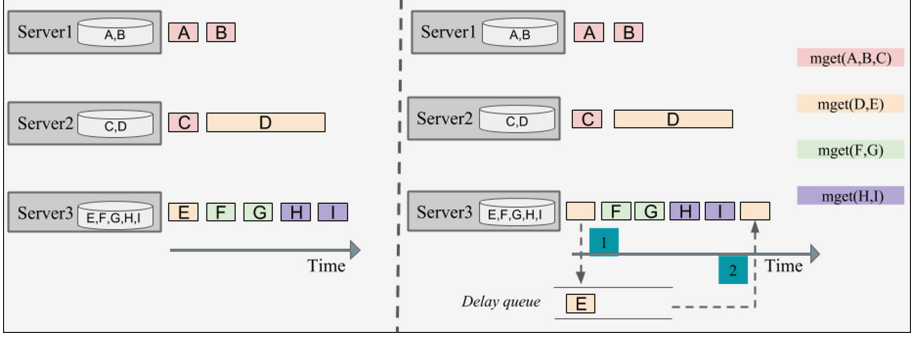 Server1
A,B
A
B
Server2
C,D
C
D
Server3
E,F,G,H,I
E
F
G
H
I
Time
Server1
A,B
A
B
Server2
C,D
C
D
Server3
E,F,G,H,I
F
G
H
I
1
2
Time
Delay queue
E
mget(A,B,C)
mget(D,E)
mget(F,G)
mget(H,I)